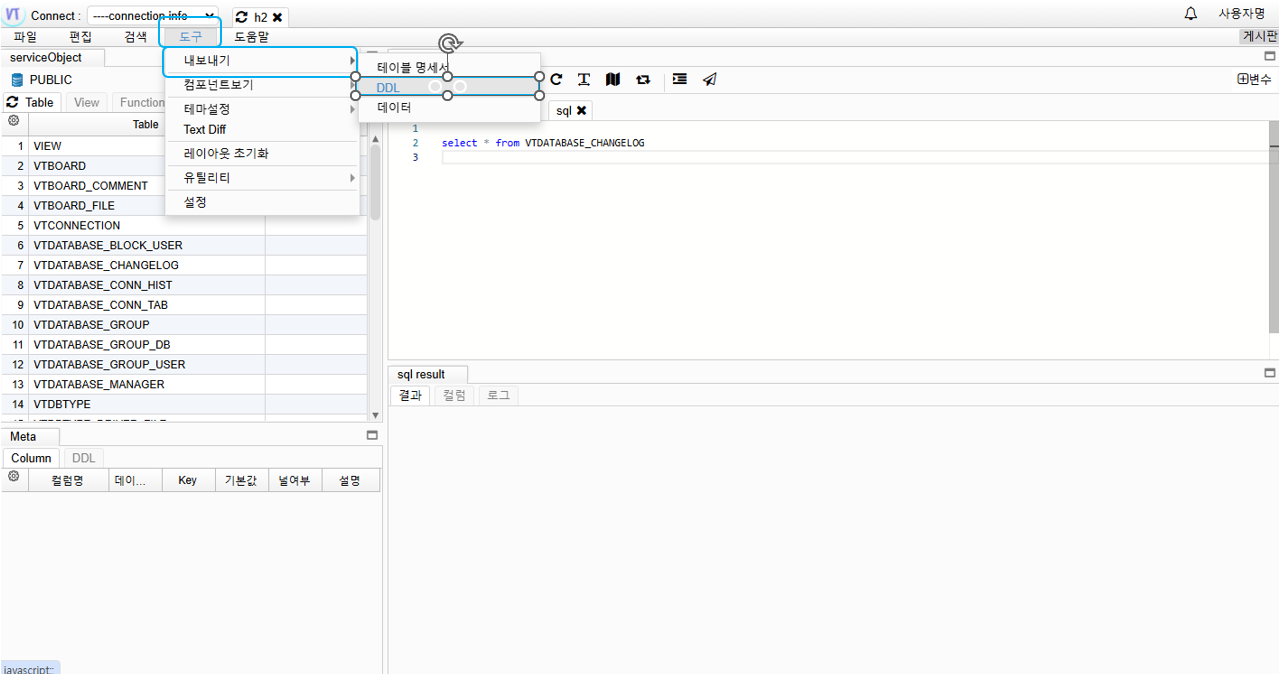 VT Connect : ----connection info---- h2 사용자명
파일 편집 검색 도구 도움말 게시판
serviceObject
PUBLIC
Table View Function
Table
1 VIEW
2 VTBOARD
3 VTBOARD_COMMENT
4 VTBOARD_FILE
5 VTCONNECTION
6 VTDATABASE_BLOCK_USER
7 VTDATABASE_CHANGELOG
8 VTDATABASE_CONN_HIST
9 VTDATABASE_CONN_TAB
10 VTDATABASE_GROUP
11 VTDATABASE_GROUP_DB
12 VTDATABASE_GROUP_USER
13 VTDATABASE_MANAGER
14 VTDBTYPE
내보내기
컴포넌트보기
테마설정
Text Diff
레이아웃 초기화
유틸리티
설정
테이블 명세서
DDL
데이터
변수
sql
1
2 select * from VTDATABASE_CHANGELOG
3
sql result
결과 컬럼 로그
Meta
Column DDL
컬럼명 데이... Key 기본값 널여부 설명
javascript:;